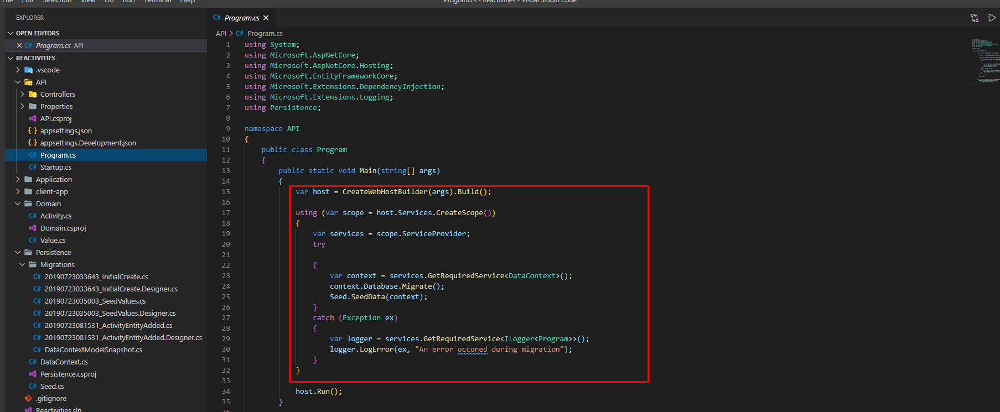 File Edit Selection View Go Run Terminal Help
Program.cs - Reactivities - Visual Studio Code
EXPLORER
OPEN EDITORS
C# Program.cs API
REACTIVITIES
.vscode
API
Controllers
Properties
API.csproj
{..} appsettings.json
{..} appsettings.Development.json
C# Program.cs
C# Startup.cs
Application
client-app
Domain
C# Activity.cs
Domain.csproj
C# Value.cs
Persistence
Migrations
C# 20190723033643_InitialCreate.cs
C# 20190723033643_InitialCreate.Designer.cs
C# 20190723035003_SeedValues.cs
C# 20190723035003_SeedValues.Designer.cs
C# 20190723081531_ActivityEntityAdded.cs
C# 20190723081531_ActivityEntityAdded.Designer.cs
C# DataContextModelSnapshot.cs
C# DataContext.cs
Persistence.csproj
C# Seed.cs
.gitignore
Reactivities.sln
C# Program.cs
API > C# Program.cs
1 using System;
2 using Microsoft.AspNetCore;
3 using Microsoft.AspNetCore.Hosting;
4 using Microsoft.EntityFrameworkCore;
5 using Microsoft.Extensions.DependencyInjection;
6 using Microsoft.Extensions.Logging;
7 using Persistence;
8
9 namespace API
10 {
11 public class Program
12 {
13 public static void Main(string[] args)
14 {
15 var host = CreateWebHostBuilder(args).Build();
16
17 using (var scope = host.Services.CreateScope())
18 {
19 var services = scope.ServiceProvider;
20 try
21
22 {
23 var context = services.GetRequiredService<DataContext>();
24 context.Database.Migrate();
25 Seed.SeedData(context);
26 }
27 catch (Exception ex)
28 {
29 var logger = services.GetRequiredService<ILogger<Program>>();
30 logger.LogError(ex, "An error occured during migration");
31 }
32 }
33
34 host.Run();
35 }